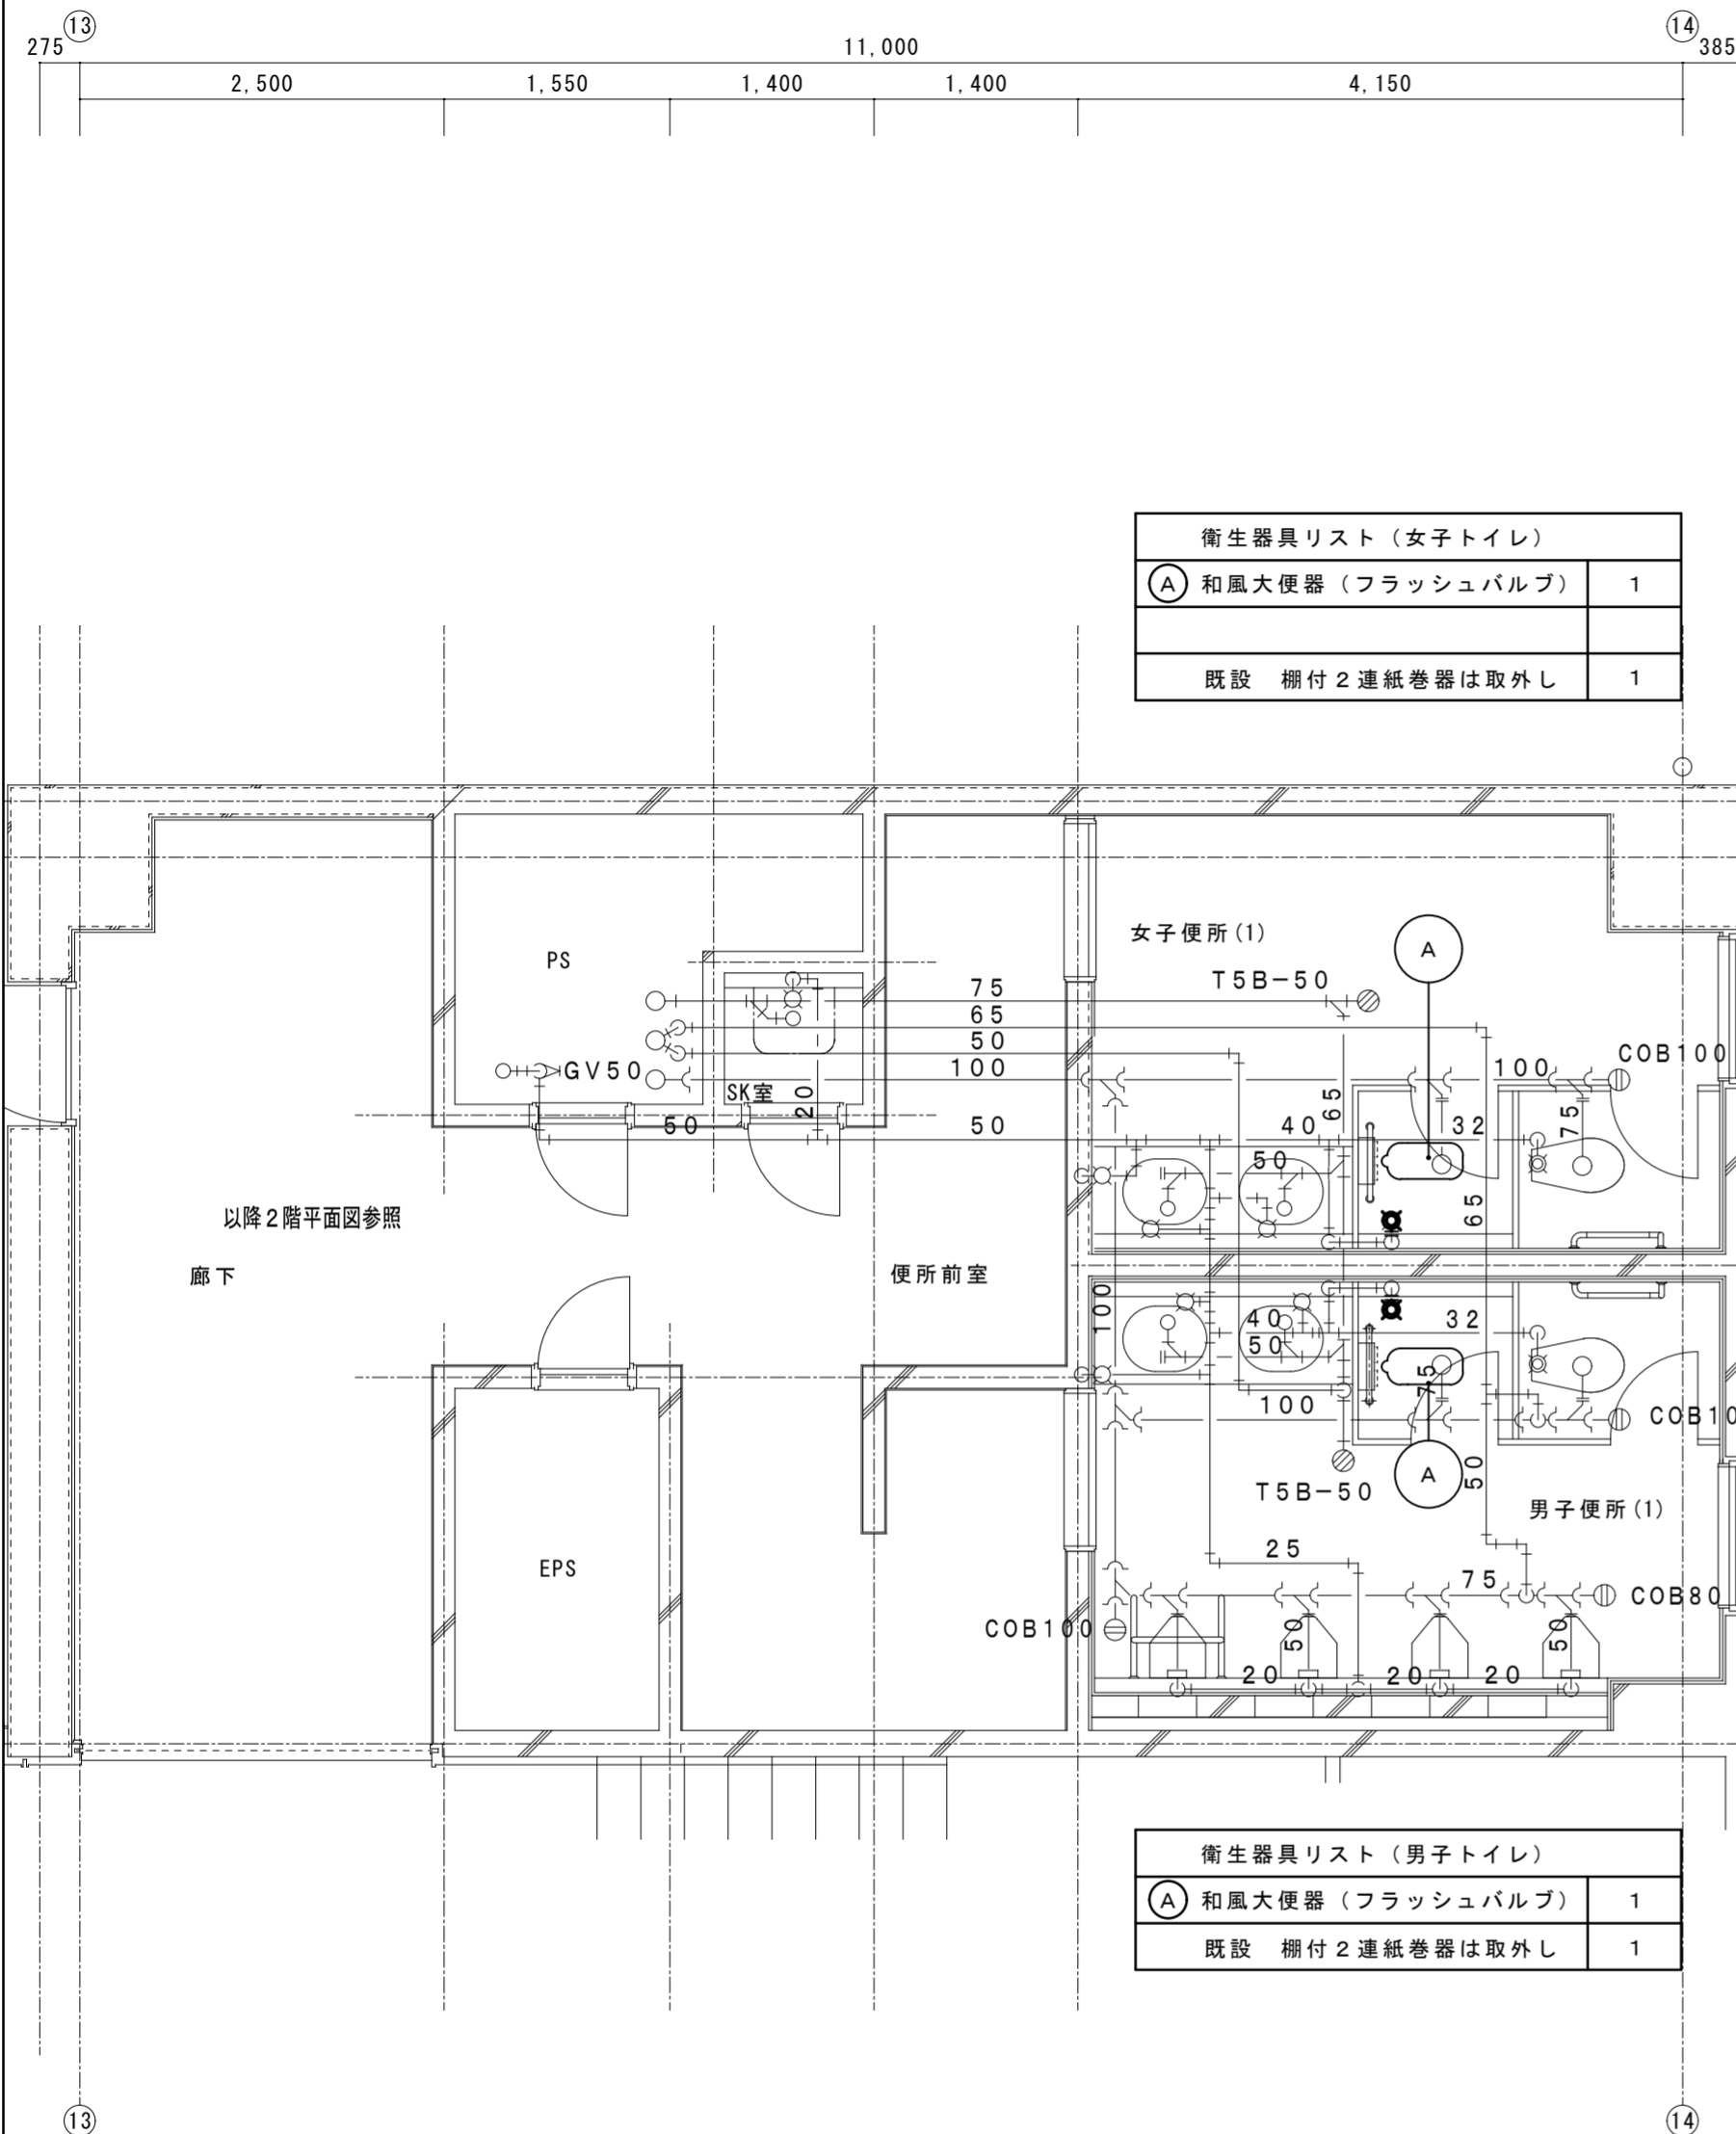 13
14
275
11,000
385
2,500
1,550
1,400
1,400
4,150
衛生器具リスト(女子トイレ)
A 和風大便器(フラッシュバルブ) 1
既設 棚付2連紙巻器は取外し 1
女子便所(1)
A
PS
T5B-50
75
65
50
100
GV50
SK室
20
COB100
100
65
75
50
50
40
32
50
65
以降2階平面図参照
廊下
便所前室
100
40
32
50
75
100
COB10
50
T5B-50
A
男子便所(1)
EPS
25
75
COB80
COB100
50
50
20
20
20
衛生器具リスト(男子トイレ)
A 和風大便器(フラッシュバルブ) 1
既設 棚付2連紙巻器は取外し 1
13
14